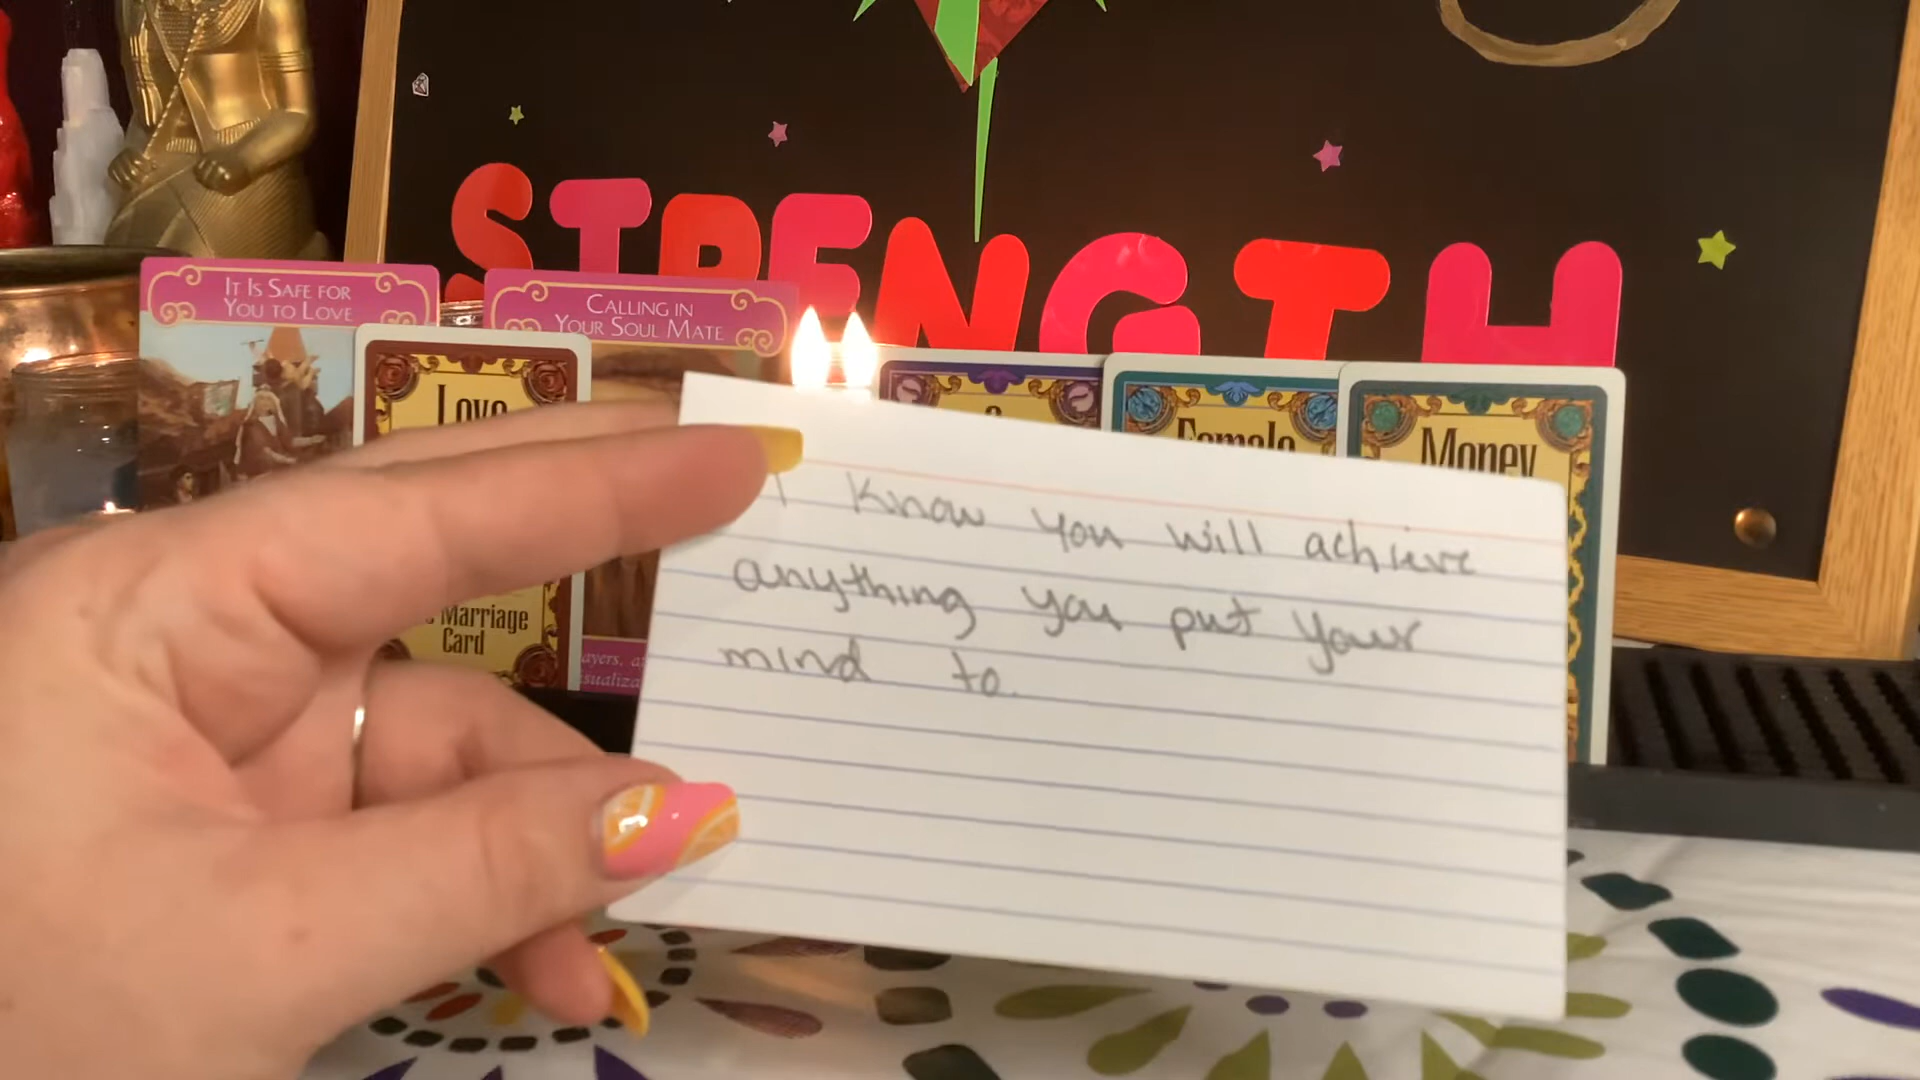 STRENGTH
IT IS SAFE FOR
YOU TO LOVE
CALLING IN
YOUR SOUL MATE
Love
Marriage
Card
Female
Money
I know you will achieve
anything you put your
mind to.